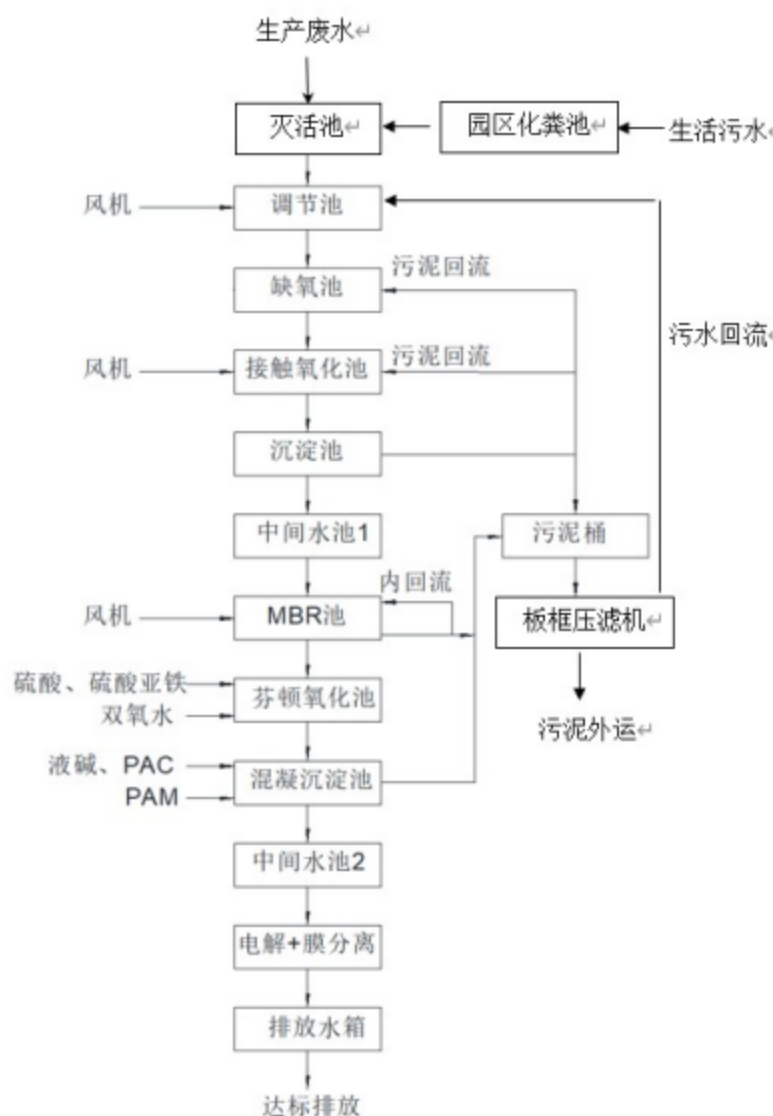 生产废水↵
灭活池↵
园区化粪池↵
生活污水↵
风机
调节池
污泥回流
缺氧池
污水回流↵
风机
接触氧化池
污泥回流
沉淀池
中间水池1
污泥桶
内回流
风机
MBR池
板框压滤机↵
硫酸、硫酸亚铁
双氧水
芬顿氧化池
污泥外运↵
液碱、PAC
PAM
混凝沉淀池
中间水池2
电解+膜分离
排放水箱
达标排放